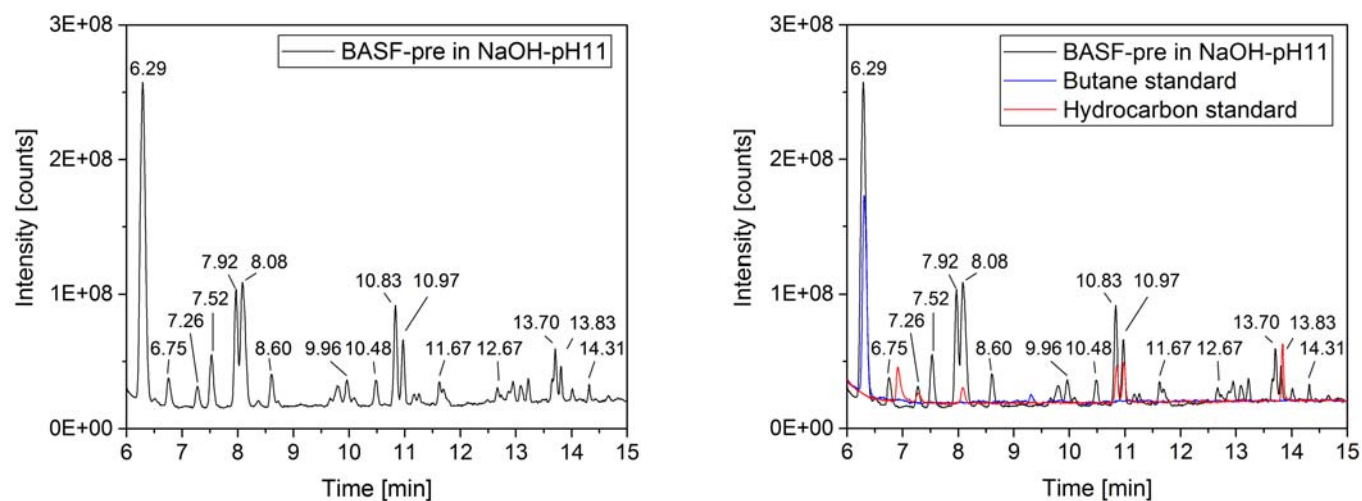 3E+08
2E+08
1E+08
0E+00
Intensity [counts]
BASF-pre in NaOH-pH11
6.29
7.92
8.08
7.52
7.26
6.75
8.60
9.96
10.48
10.83
10.97
11.67
12.67
13.70
13.83
14.31
6 7 8 9 10 11 12 13 14 15
Time [min]
3E+08
2E+08
1E+08
0E+00
Intensity [counts]
BASF-pre in NaOH-pH11
Butane standard
Hydrocarbon standard
6.29
7.92
8.08
7.52
7.26
6.75
8.60
9.96
10.48
10.83
10.97
11.67
12.67
13.70
13.83
14.31
6 7 8 9 10 11 12 13 14 15
Time [min]